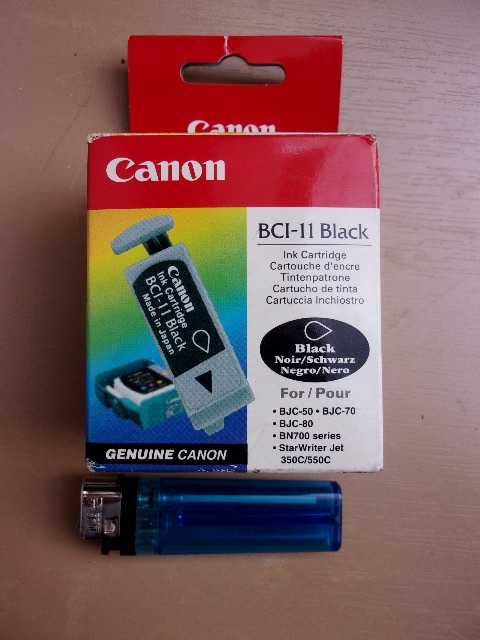 Canon
Canon
BCI-11 Black
Ink Cartridge
Cartouche d'encre
Tintenpatrone
Cartucho de tinta
Cartuccia Inchiostro
Canon
Ink Cartridge
BCI-11 Black
Made in Japan
Black
Noir/Schwarz
Negro/Nero
For / Pour
• BJC-50 • BJC-70
• BJC-80
• BN700 series
• StarWriter Jet
350C/550C
GENUINE CANON